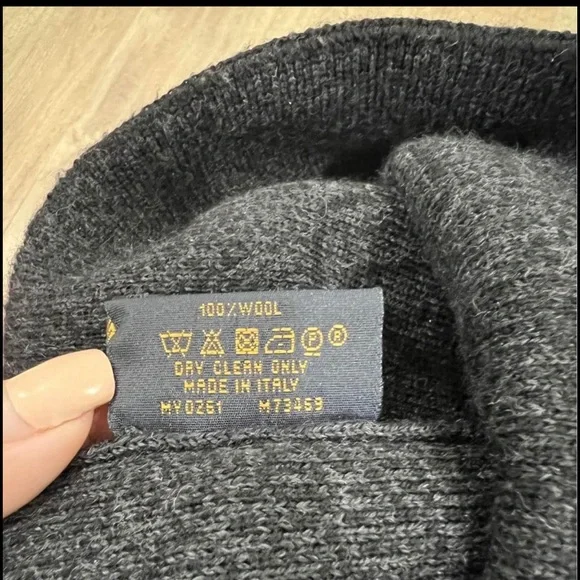 100%WOOL
P R
DRY CLEAN ONLY
MADE IN ITALY
MY0261 M73469